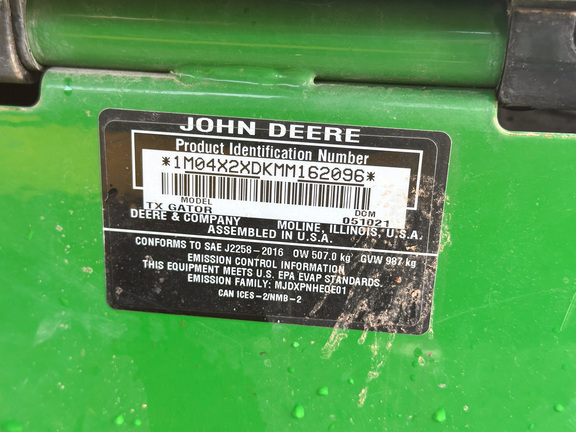 JOHN DEERE
Product Identification Number
*1M04X2XDKMM162096*
MODEL DCM
TX GATOR 051021
DEERE & COMPANY MOLINE, ILLINOIS, U.S.A.
ASSEMBLED IN U.S.A.
CONFORMS TO SAE J2258-2016 OW 507.0 kg GVW 987 kg
EMISSION CONTROL INFORMATION
THIS EQUIPMENT MEETS U.S. EPA EVAP STANDARDS.
EMISSION FAMILY: MJDXPNHEQE01
CAN ICES-2/NMB-2